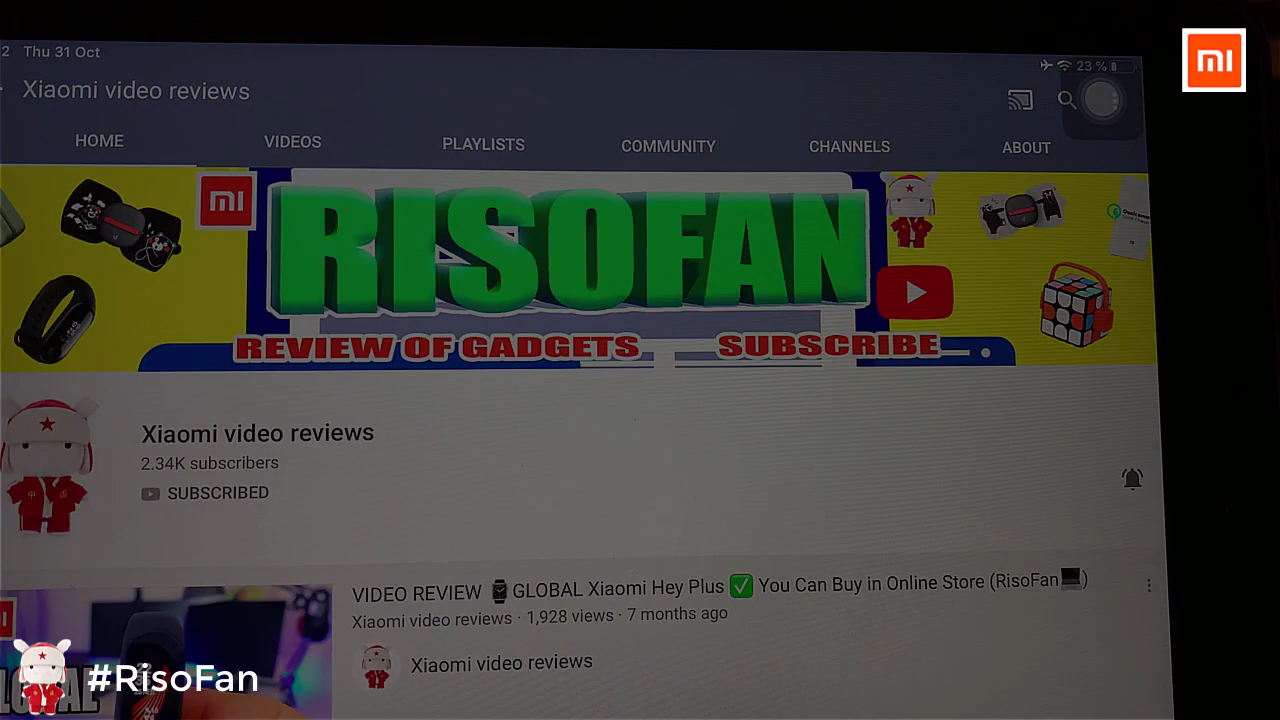 2 Thu 31 Oct
23 %
Xiaomi video reviews
HOME VIDEOS PLAYLISTS COMMUNITY CHANNELS ABOUT
mi
mi
RISOFAN
REVIEW OF GADGETS SUBSCRIBE
Xiaomi video reviews
2.34K subscribers
SUBSCRIBED
VIDEO REVIEW ⌚GLOBAL Xiaomi Hey Plus ✅ You Can Buy in Online Store (RisoFan💻)
Xiaomi video reviews · 1,928 views · 7 months ago
Xiaomi video reviews
#RisoFan